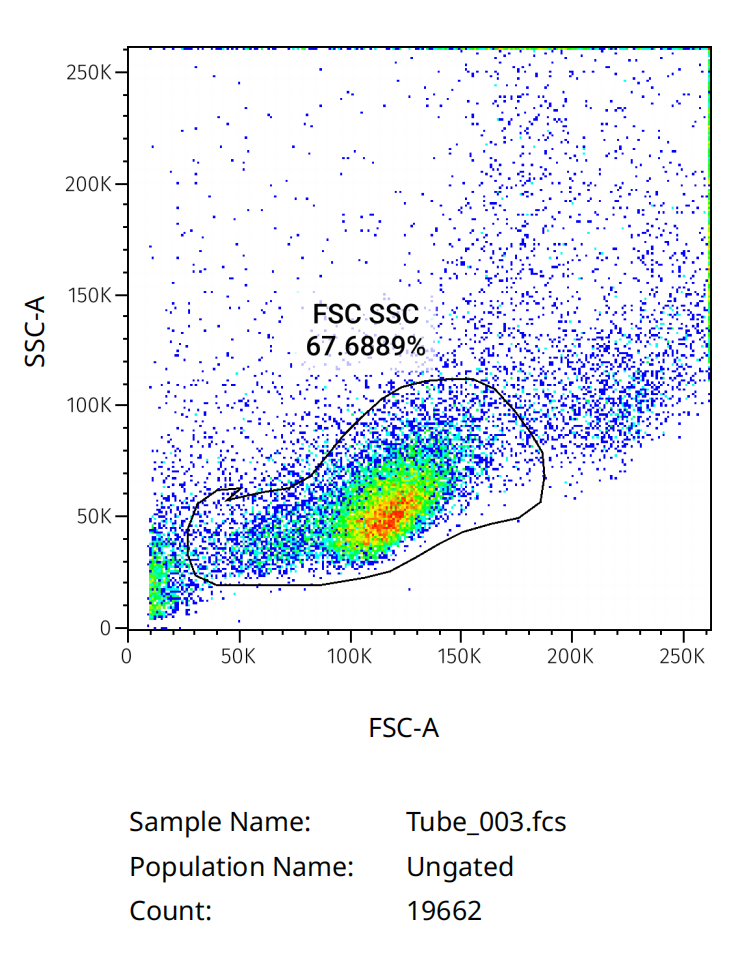 250K
200K
150K
100K
50K
0
SSC-A
FSC SSC
67.6889%
0 50K 100K 150K 200K 250K
FSC-A
Sample Name: Tube_003.fcs
Population Name: Ungated
Count: 19662